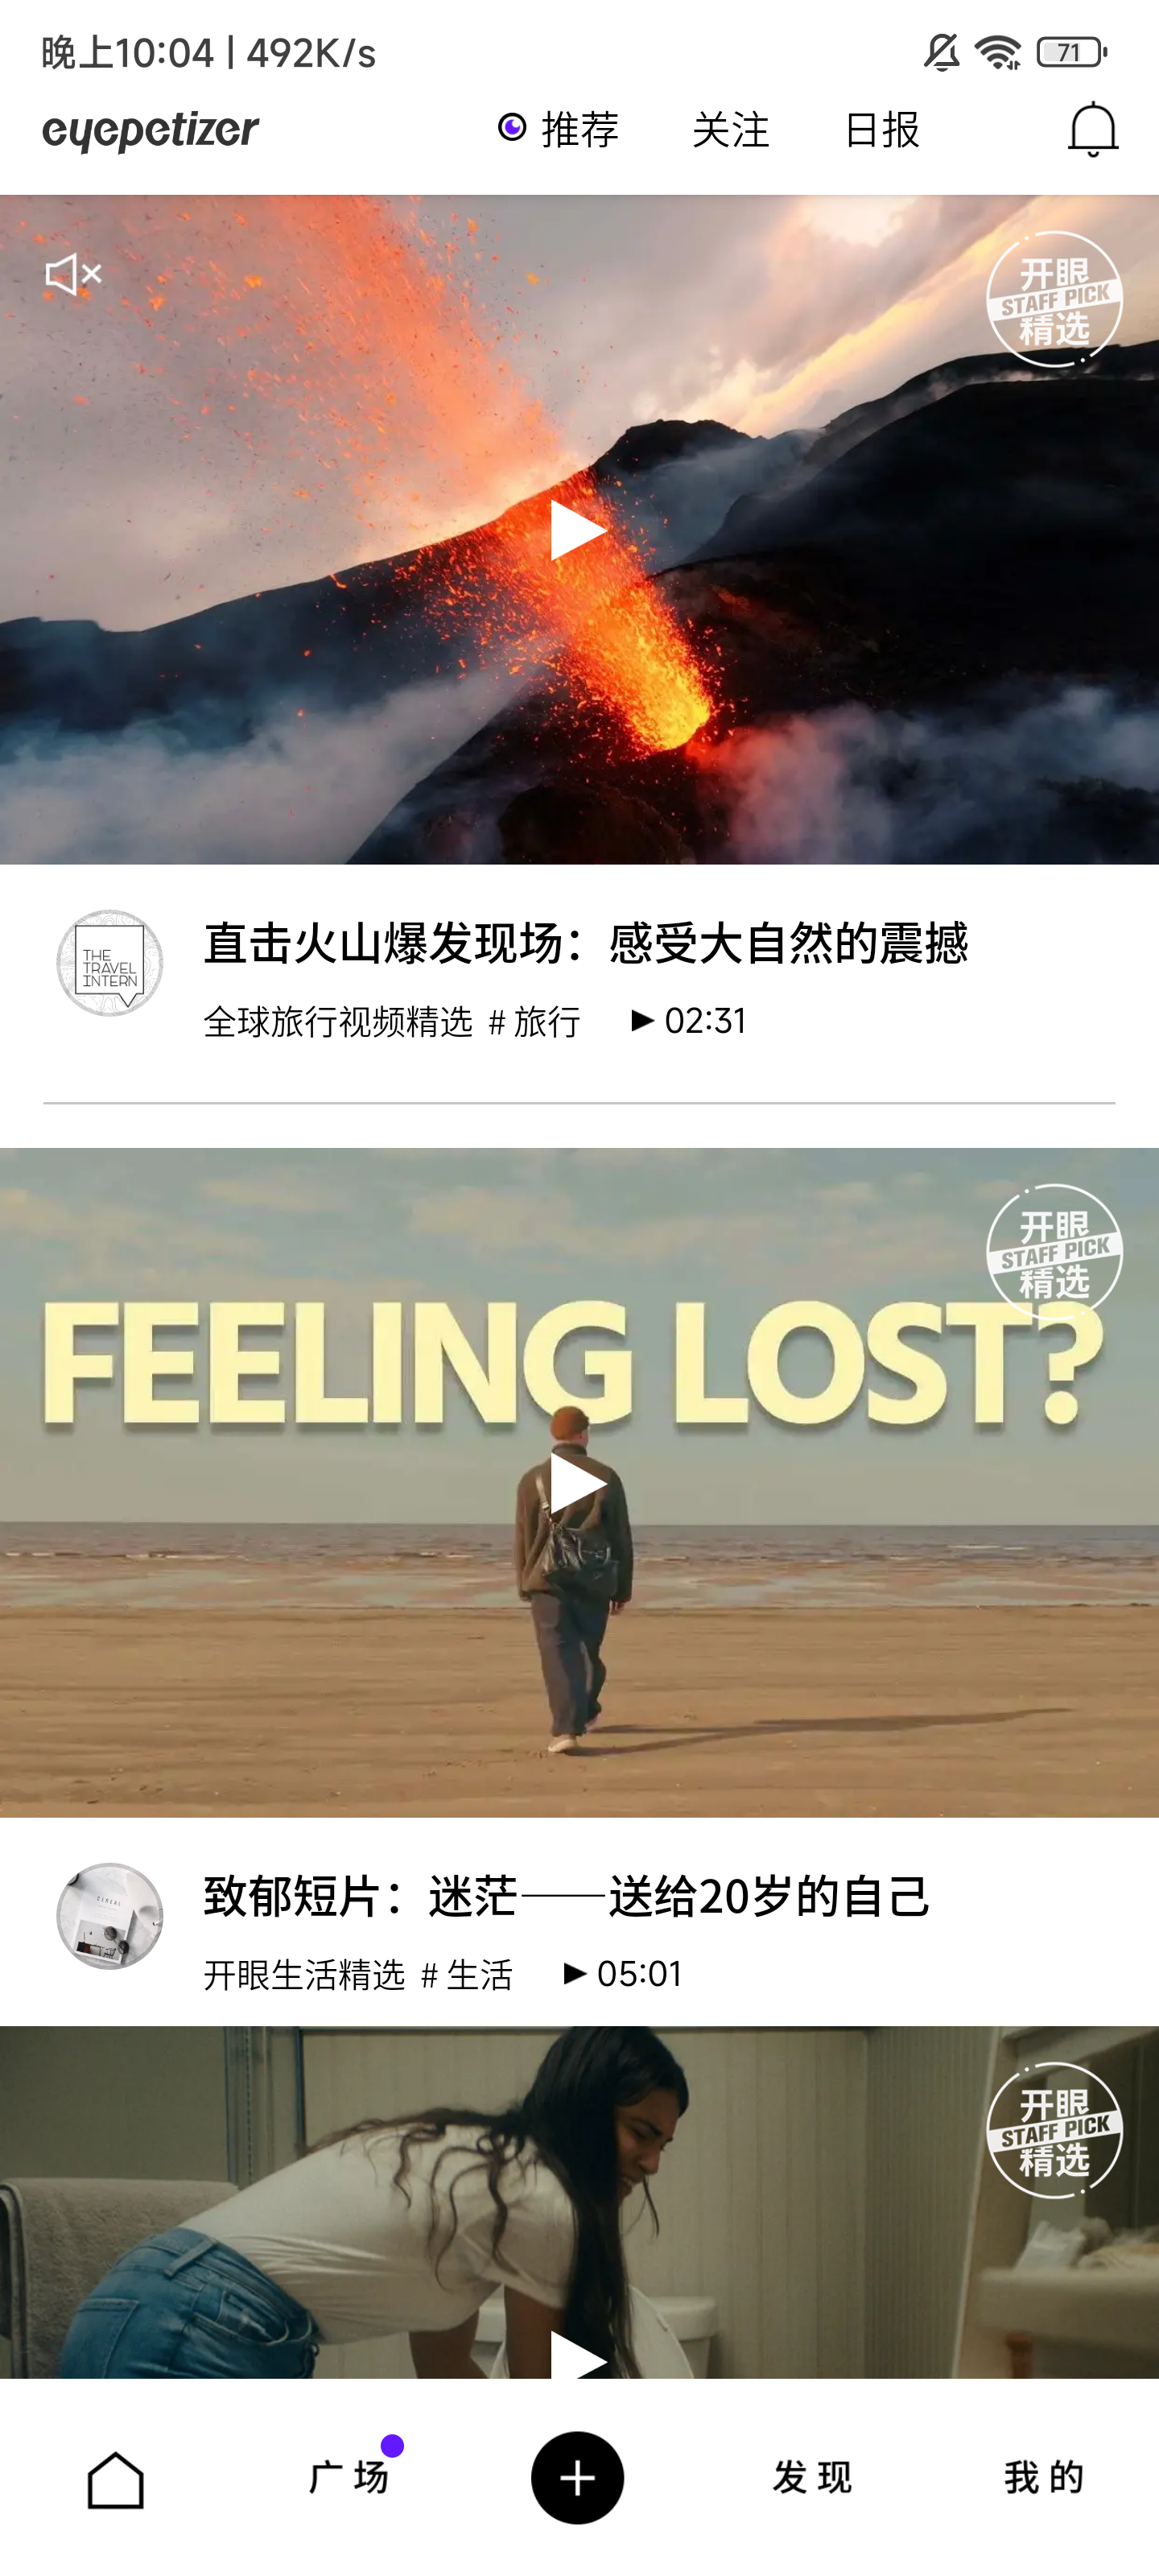 晚上10:04 | 492K/s
71
eyepetizer
推荐 关注 日报
开眼
STAFF PICK
精选
THE
TRAVEL
INTERN
直击火山爆发现场：感受大自然的震撼
全球旅行视频精选 # 旅行 02:31
开眼
STAFF PICK
精选
FEELING LOST?
致郁短片：迷茫——送给20岁的自己
开眼生活精选 # 生活 05:01
开眼
STAFF PICK
精选
广场 发现 我的